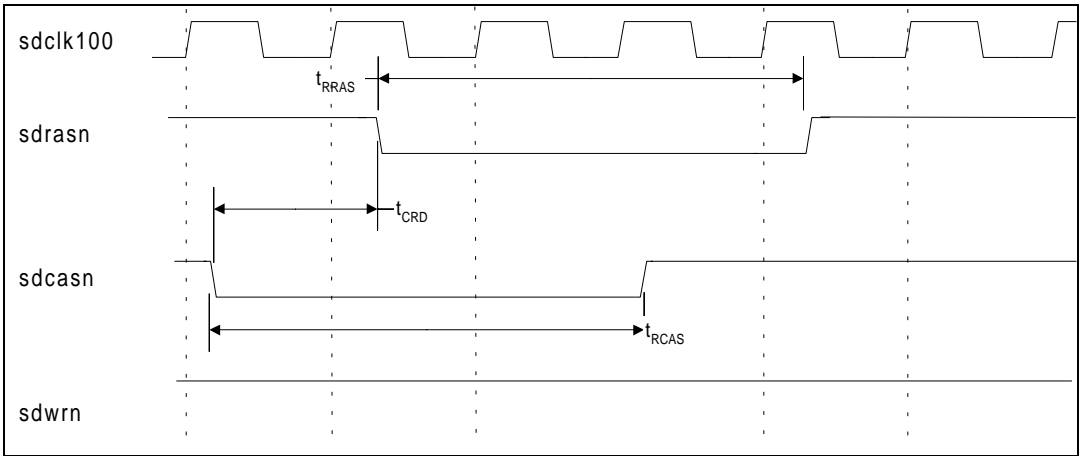 sdclk100
tRRAS
sdrasn
tCRD
sdcasn
tRCAS
sdwrn